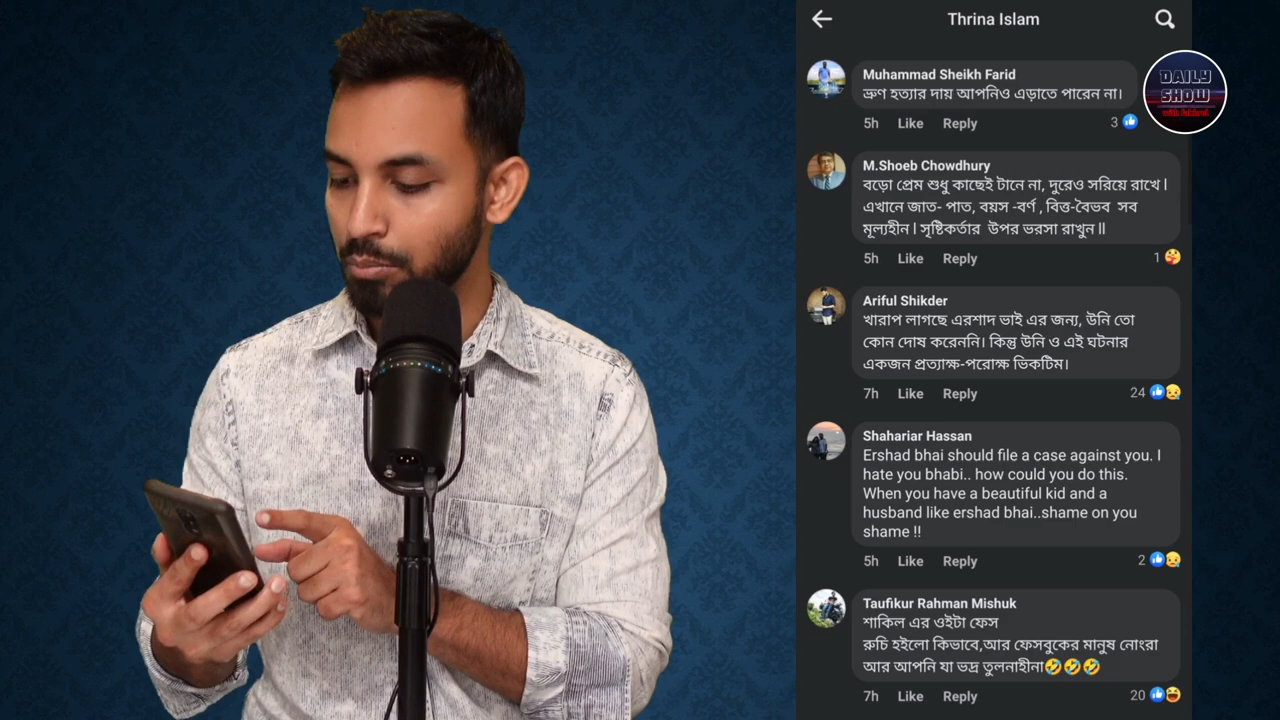 Thrina Islam
DAILY
SHOW
Muhammad Sheikh Farid
ভ্রুণ হত্যার দায় আপনিও এড়াতে পারেন না।
5h Like Reply 3
M.Shoeb Chowdhury
বড়ো প্রেম শুধু কাছেই টানে না, দুরেও সরিয়ে রাখে l
এখানে জাত- পাত, বয়স -বর্ণ , বিত্ত-বৈভব সব
মূল্যহীন l সৃষ্টিকর্তার উপর ভরসা রাখুন ll
5h Like Reply 1
Ariful Shikder
খারাপ লাগছে এরশাদ ভাই এর জন্য, উনি তো
কোন দোষ করেননি। কিন্তু উনি ও এই ঘটনার
একজন প্রত্যাক্ষ-পরোক্ষ ভিকটিম।
7h Like Reply 24
Shahariar Hassan
Ershad bhai should file a case against you. I
hate you bhabi.. how could you do this.
When you have a beautiful kid and a
husband like ershad bhai..shame on you
shame !!
5h Like Reply 2
Taufikur Rahman Mishuk
শাকিল এর ওইটা ফেস
রুচি হইলো কিভাবে,আর ফেসবুকের মানুষ নোংরা
আর আপনি যা ভদ্র তুলনাহীনা🤣🤣🤣
7h Like Reply 20